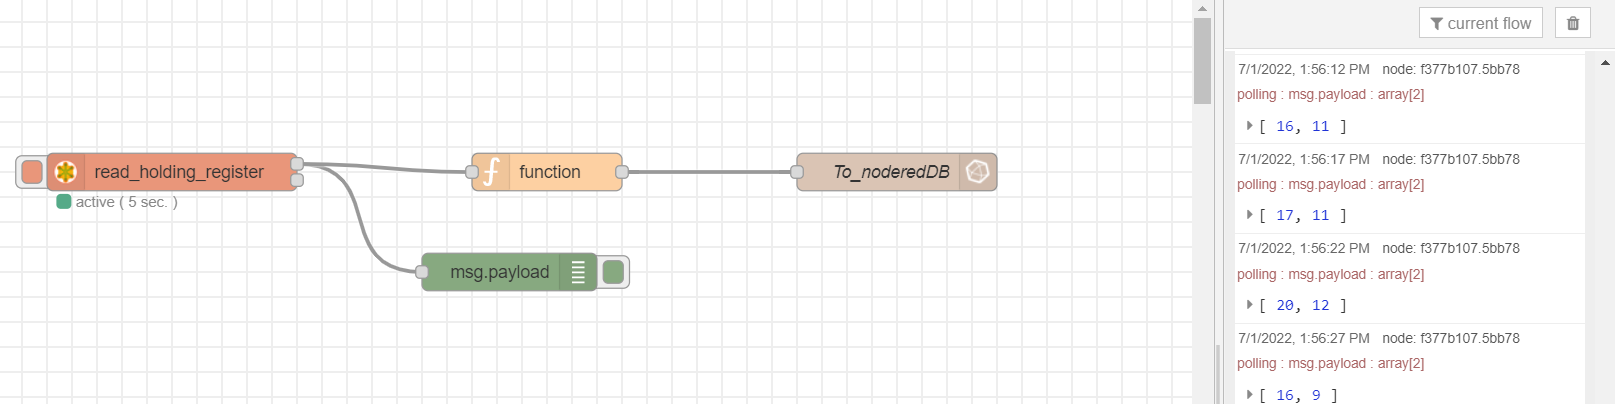 current flow
read_holding_register
active ( 5 sec. )
function
To_noderedDB
msg.payload
7/1/2022, 1:56:12 PM node: f377b107.5bb78
polling : msg.payload : array[2]
[ 16, 11 ]
7/1/2022, 1:56:17 PM node: f377b107.5bb78
polling : msg.payload : array[2]
[ 17, 11 ]
7/1/2022, 1:56:22 PM node: f377b107.5bb78
polling : msg.payload : array[2]
[ 20, 12 ]
7/1/2022, 1:56:27 PM node: f377b107.5bb78
polling : msg.payload : array[2]
[ 16, 9 ]